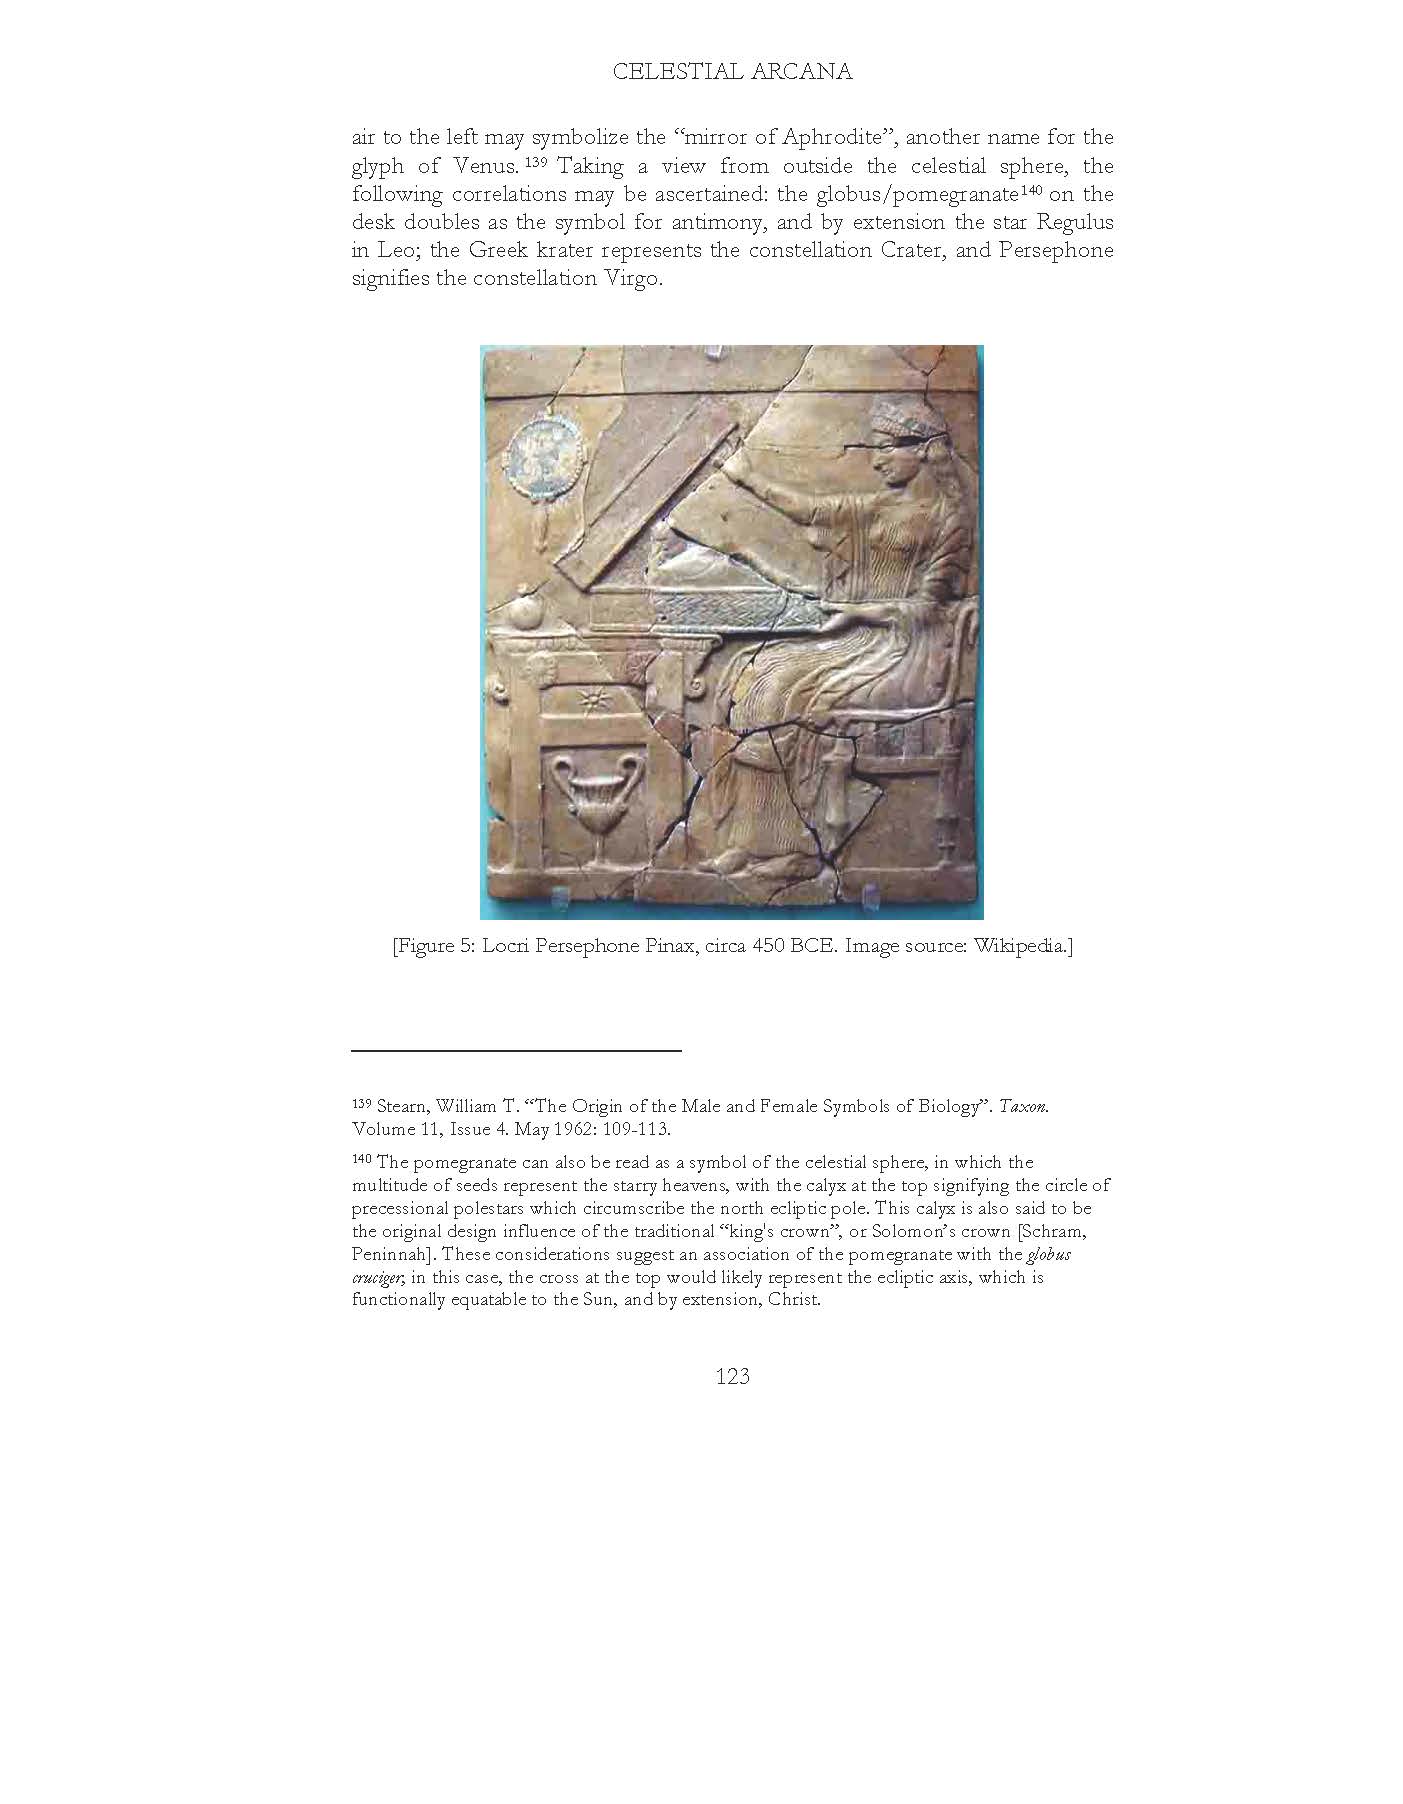 CELESTIAL ARCANA
air to the left may symbolize the “mirror of Aphrodite”, another name for the
glyph of Venus. 139 Taking a view from outside the celestial sphere, the
following correlations may be ascertained: the globus/pomegranate140 on the
desk doubles as the symbol for antimony, and by extension the star Regulus
in Leo; the Greek krater represents the constellation Crater, and Persephone
signifies the constellation Virgo.
[Figure 5: Locri Persephone Pinax, circa 450 BCE. Image source: Wikipedia.]
139 Stearn, William T. “The Origin of the Male and Female Symbols of Biology”. Taxon.
Volume 11, Issue 4. May 1962: 109-113.
140 The pomegranate can also be read as a symbol of the celestial sphere, in which the
multitude of seeds represent the starry heavens, with the calyx at the top signifying the circle of
precessional polestars which circumscribe the north ecliptic pole. This calyx is also said to be
the original design influence of the traditional “king's crown”, or Solomon’s crown [Schram,
Peninnah]. These considerations suggest an association of the pomegranate with the globus
cruciger; in this case, the cross at the top would likely represent the ecliptic axis, which is
functionally equatable to the Sun, and by extension, Christ.
123